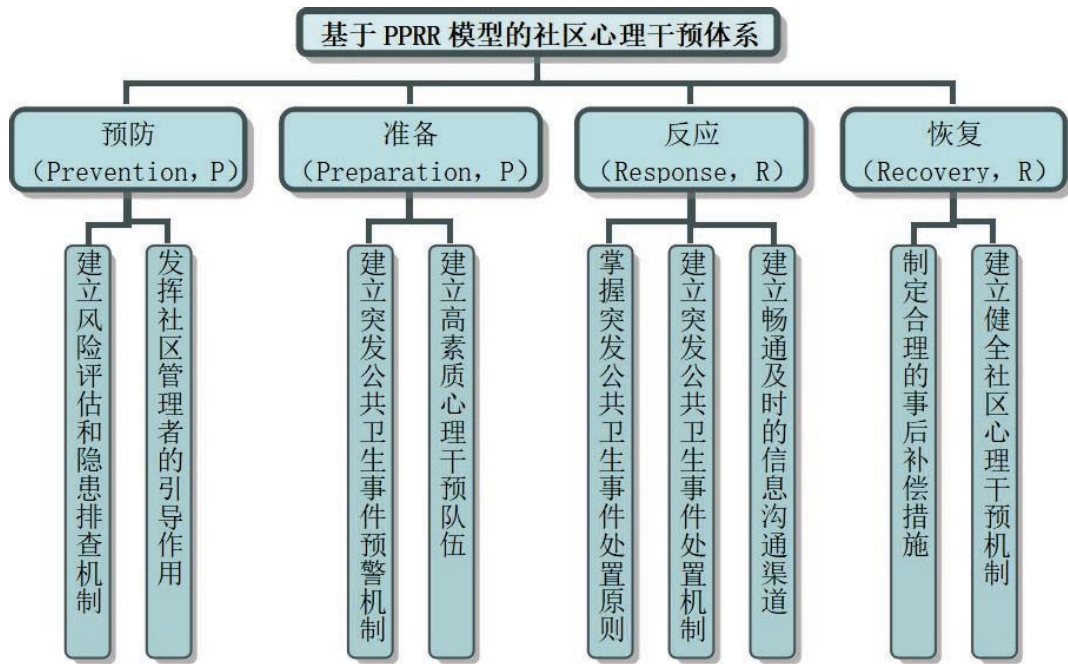 基于 PPRR 模型的社区心理干预体系
预防
（Prevention，P）
准备
（Preparation，P）
反应
（Response，R）
恢复
（Recovery，R）
建立风险评估和隐患排查机制
发挥社区管理者的引导作用
建立突发公共卫生事件预警机制
建立高素质心理干预队伍
掌握突发公共卫生事件处置原则
建立突发公共卫生事件处置机制
建立畅通及时的信息沟通渠道
制定合理的事后补偿措施
建立健全社区心理干预机制